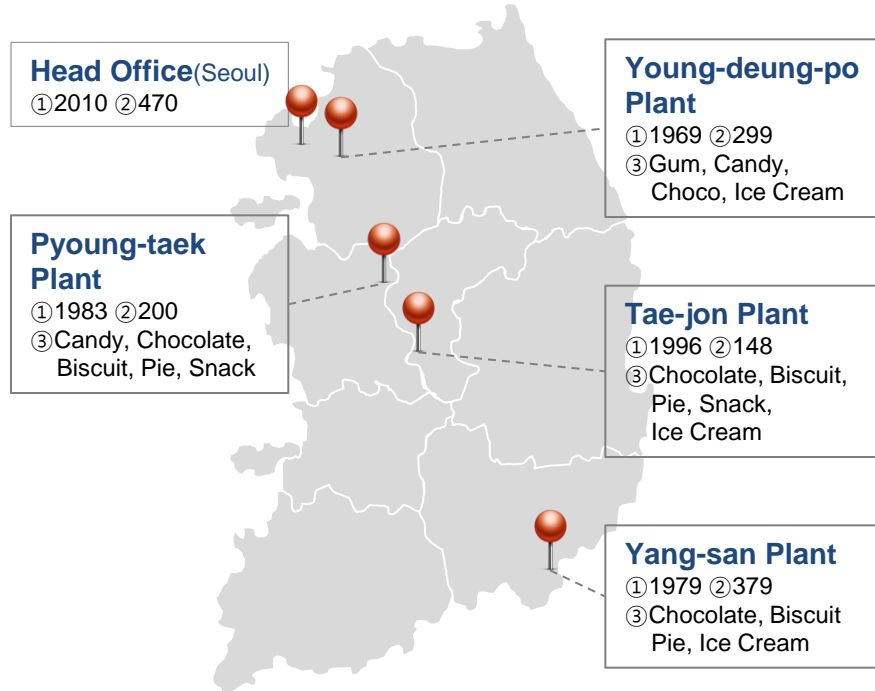 Head Office(Seoul)
①2010 ②470
Young-deung-po
Plant
①1969 ②299
③Gum, Candy,
Choco, Ice Cream
Pyoung-taek
Plant
①1983 ②200
③Candy, Chocolate,
Biscuit, Pie, Snack
Tae-jon Plant
①1996 ②148
③Chocolate, Biscuit,
Pie, Snack,
Ice Cream
Yang-san Plant
①1979 ②379
③Chocolate, Biscuit
Pie, Ice Cream